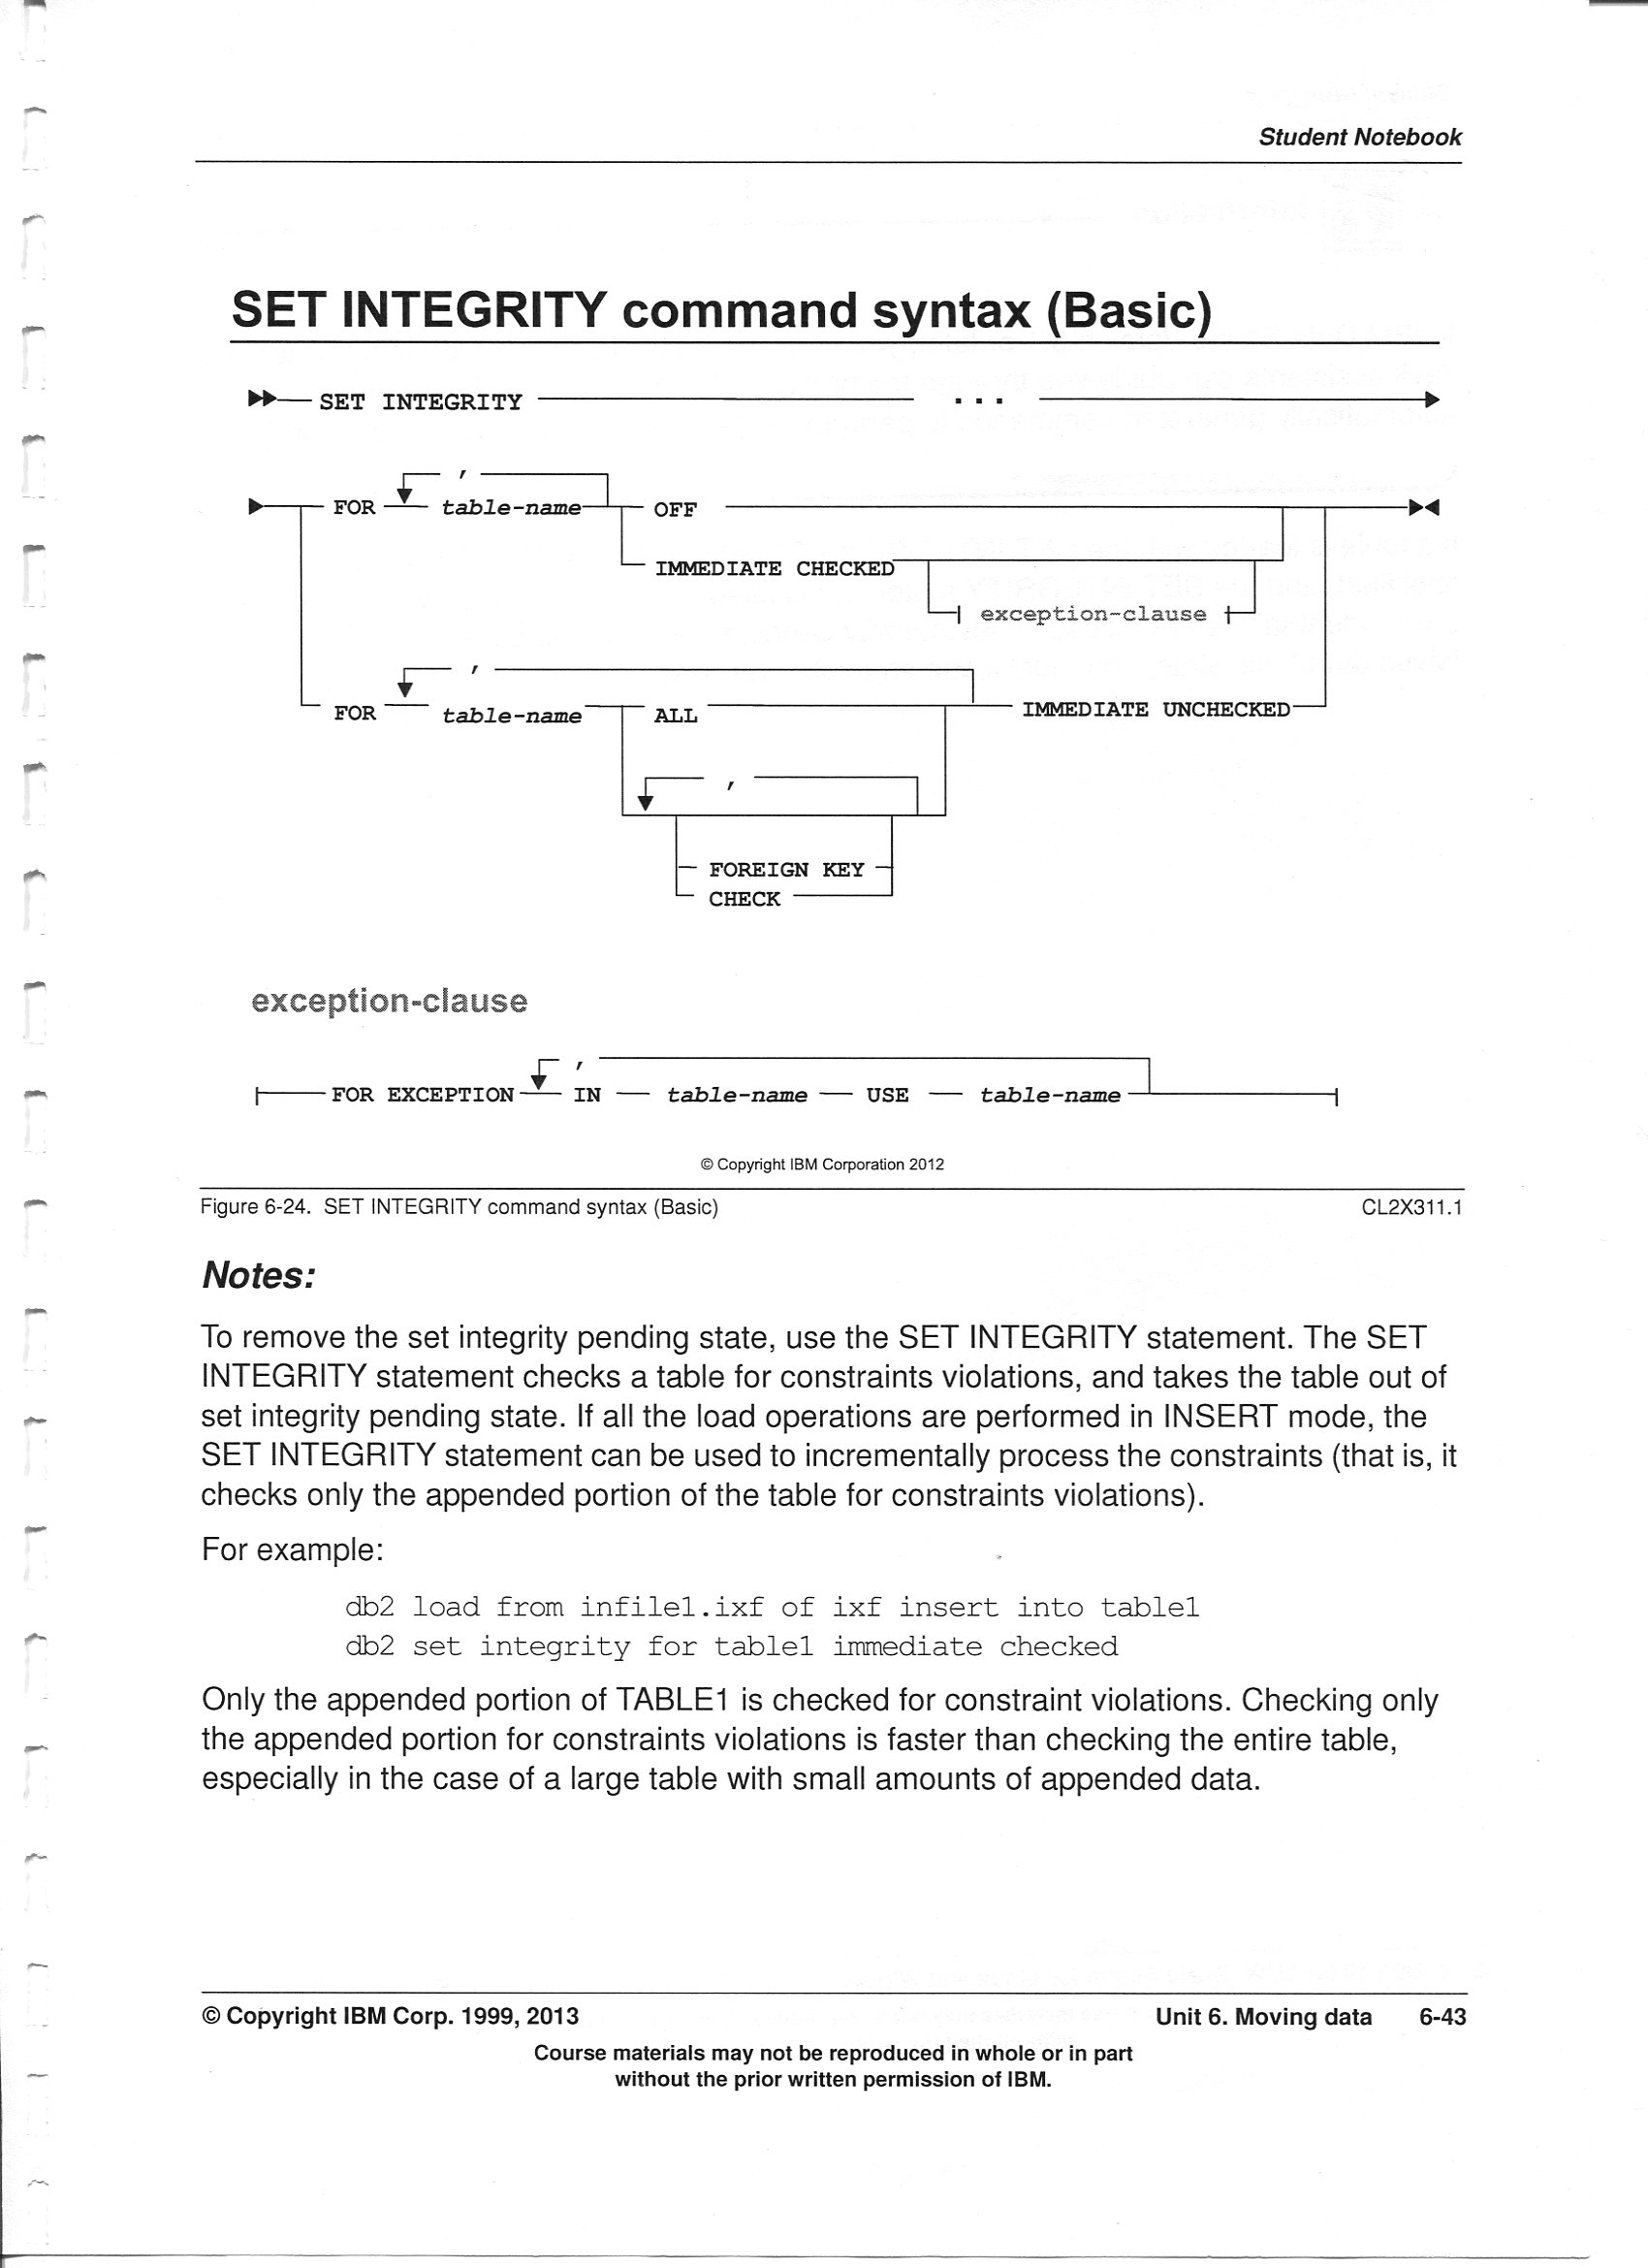 Student Notebook
SET INTEGRITY command syntax (Basic)
SET INTEGRITY ...
,
FOR table-name OFF
IMMEDIATE CHECKED
exception-clause
,
FOR table-name ALL IMMEDIATE UNCHECKED
,
FOREIGN KEY
CHECK
exception-clause
,
FOR EXCEPTION IN table-name USE table-name
© Copyright IBM Corporation 2012
Figure 6-24. SET INTEGRITY command syntax (Basic) CL2X311.1
Notes:
To remove the set integrity pending state, use the SET INTEGRITY statement. The SET
INTEGRITY statement checks a table for constraints violations, and takes the table out of
set integrity pending state. If all the load operations are performed in INSERT mode, the
SET INTEGRITY statement can be used to incrementally process the constraints (that is, it
checks only the appended portion of the table for constraints violations).
For example:
db2 load from infile1.ixf of ixf insert into table1
db2 set integrity for table1 immediate checked
Only the appended portion of TABLE1 is checked for constraint violations. Checking only
the appended portion for constraints violations is faster than checking the entire table,
especially in the case of a large table with small amounts of appended data.
© Copyright IBM Corp. 1999, 2013 Unit 6. Moving data 6-43
Course materials may not be reproduced in whole or in part
without the prior written permission of IBM.